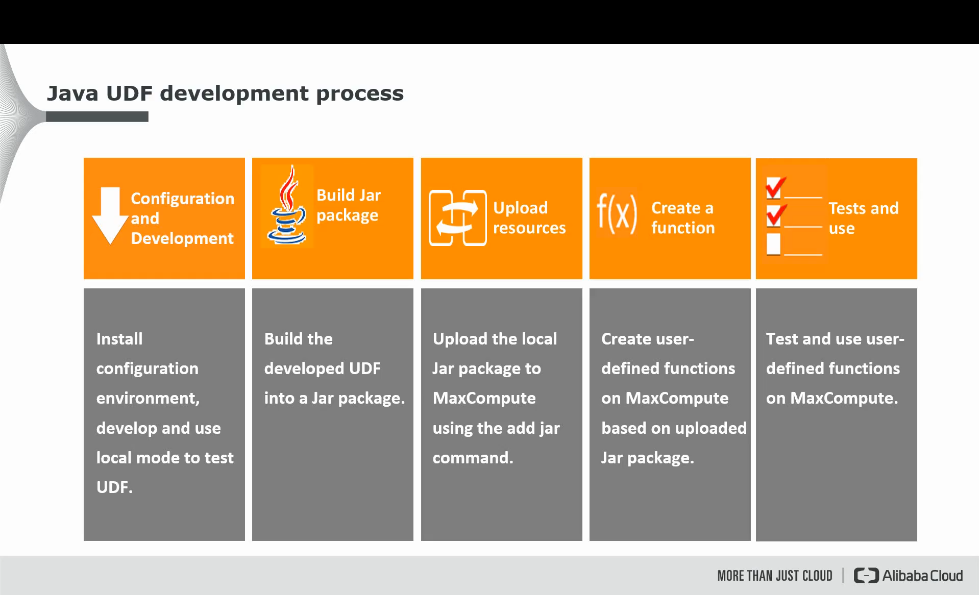 Java UDF development process
Configuration
and
Development
Build Jar
package
Upload
resources
f(x)
Create a
function
Tests and
use
Install
configuration
environment,
develop and use
local mode to test
UDF.
Build the
developed UDF
into a Jar package.
Upload the local
Jar package to
MaxCompute
using the add jar
command.
Create user-
defined functions
on MaxCompute
based on uploaded
Jar package.
Test and use user-
defined functions
on MaxCompute.
MORE THAN JUST CLOUD | Alibaba Cloud